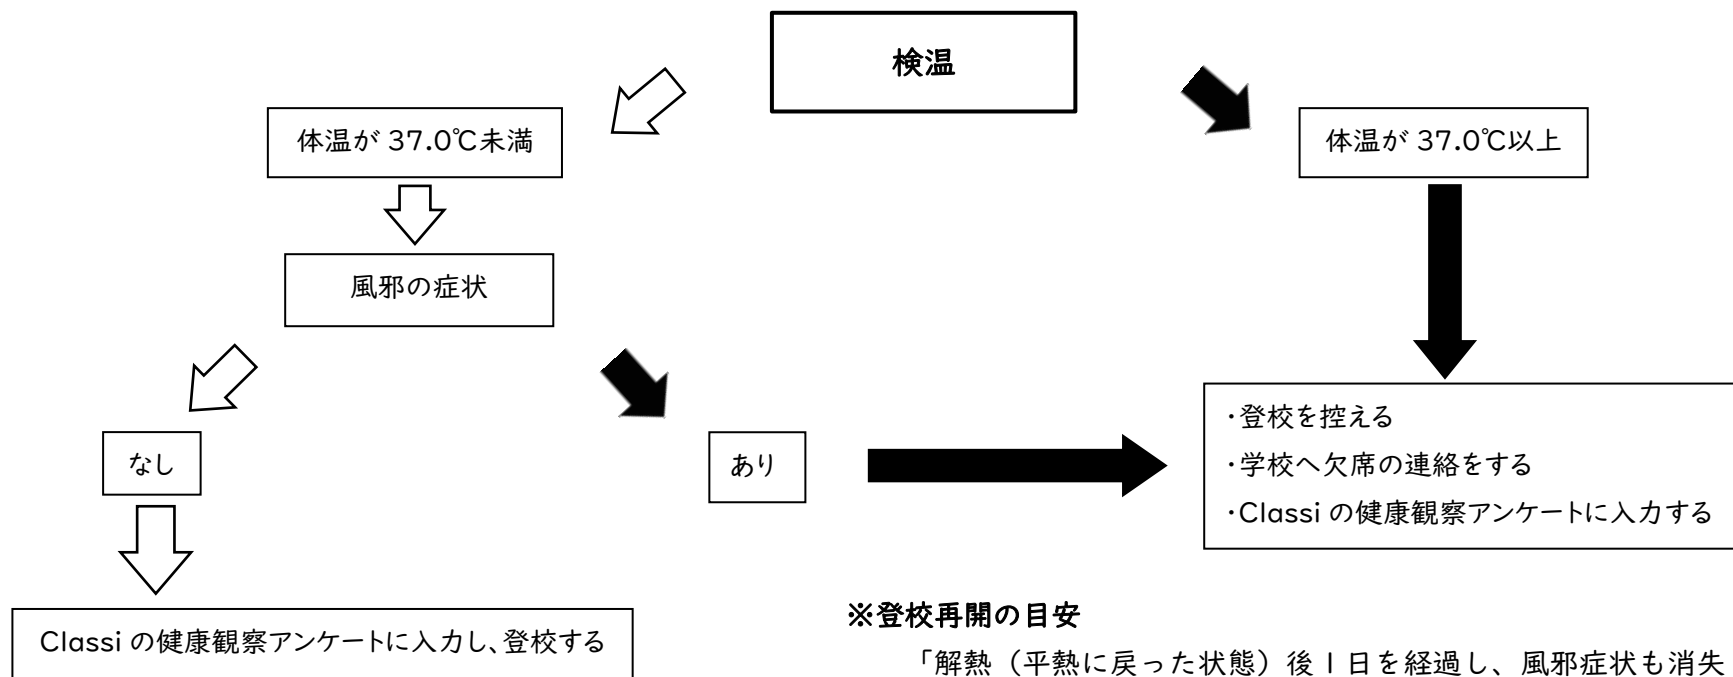 検温
体温が 37.0℃未満
体温が 37.0℃以上
風邪の症状
なし
あり
・登校を控える
・学校へ欠席の連絡をする
・Classi の健康観察アンケートに入力する
Classi の健康観察アンケートに入力し、登校する
※登校再開の目安
「解熱（平熱に戻った状態）後1日を経過し、風邪症状も消失